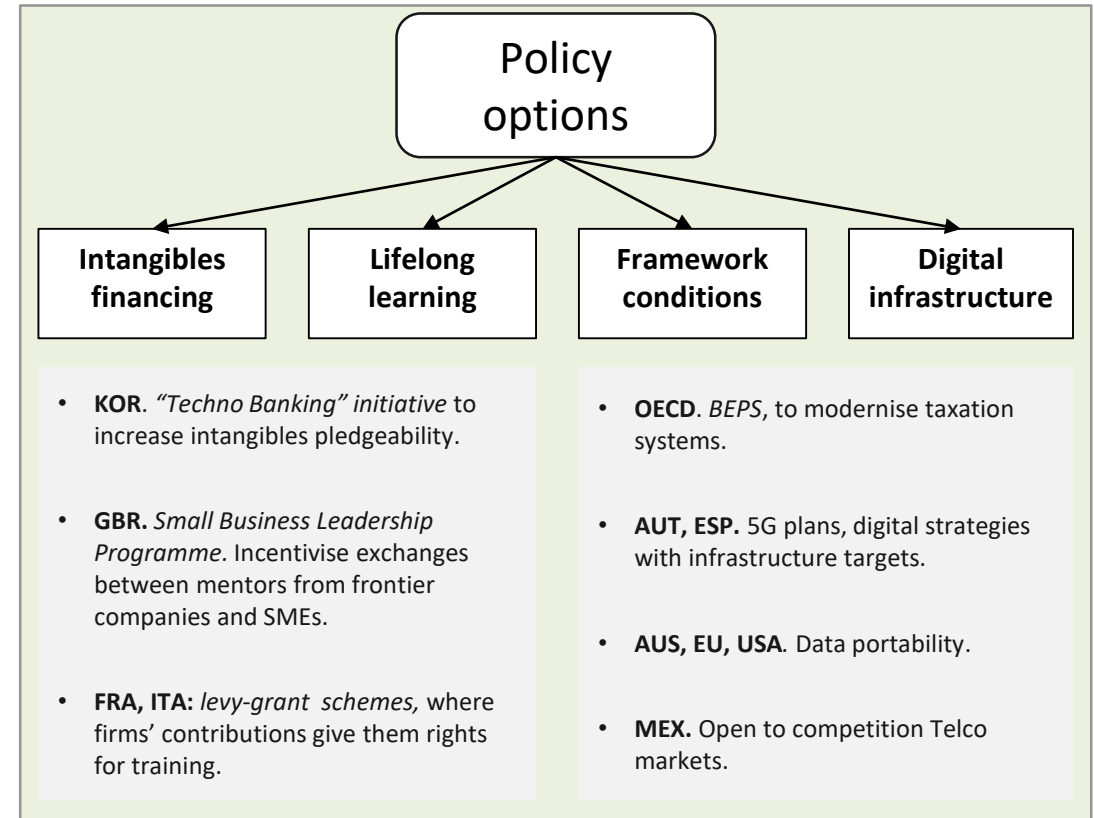 Policy
options
Intangibles
financing
Lifelong
learning
Framework
conditions
Digital
infrastructure
• KOR. “Techno Banking” initiative to
increase intangibles pledgeability.
• GBR. Small Business Leadership
Programme. Incentivise exchanges
between mentors from frontier
companies and SMEs.
• FRA, ITA: levy-grant schemes, where
firms’ contributions give them rights
for training.
• OECD. BEPS, to modernise taxation
systems.
• AUT, ESP. 5G plans, digital strategies
with infrastructure targets.
• AUS, EU, USA. Data portability.
• MEX. Open to competition Telco
markets.